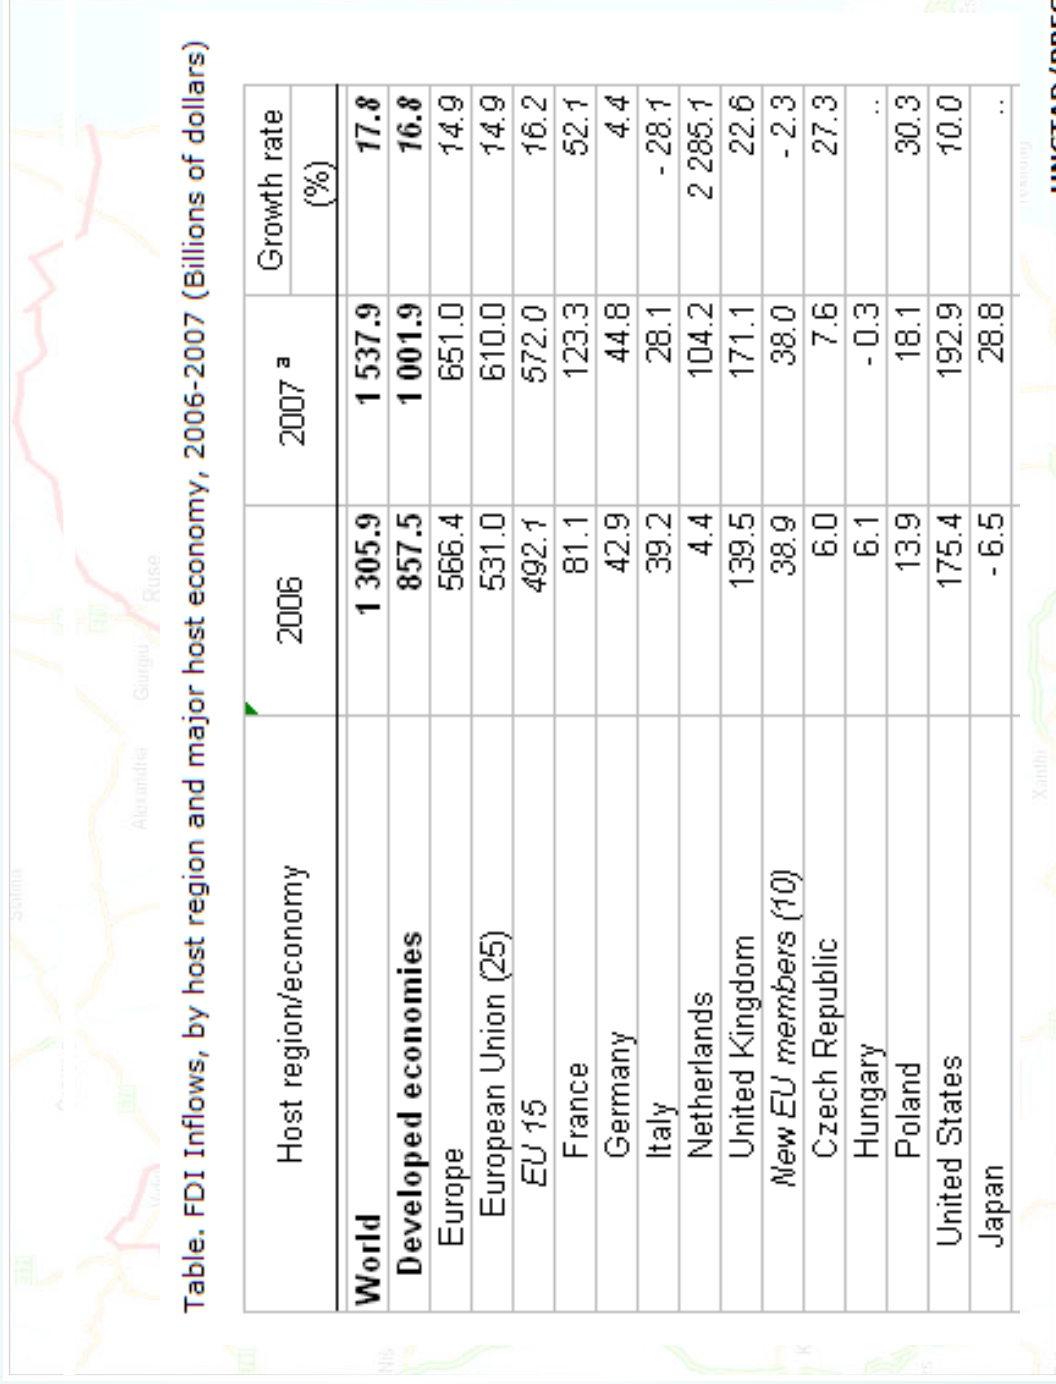 Table. FDI Inflows, by host region and major host economy, 2006-2007 (Billions of dollars)
Host region/economy 2006 2007 a Growth rate
(%)
World 1 305.9 1 537.9 17.8
Developed economies 857.5 1 001.9 16.8
Europe 566.4 651.0 14.9
European Union (25) 531.0 610.0 14.9
EU 15 492.1 572.0 16.2
France 81.1 123.3 52.1
Germany 42.9 44.8 4.4
Italy 39.2 28.1 - 28.1
Netherlands 4.4 104.2 2 285.1
United Kingdom 139.5 171.1 22.6
New EU members (10) 38.9 38.0 - 2.3
Czech Republic 6.0 7.6 27.3
Hungary 6.1 - 0.3 ..
Poland 13.9 18.1 30.3
United States 175.4 192.9 10.0
Japan - 6.5 28.8 ..
Slatina
Alexandria
Giurgiu
Ruse
Nis
Xanthi